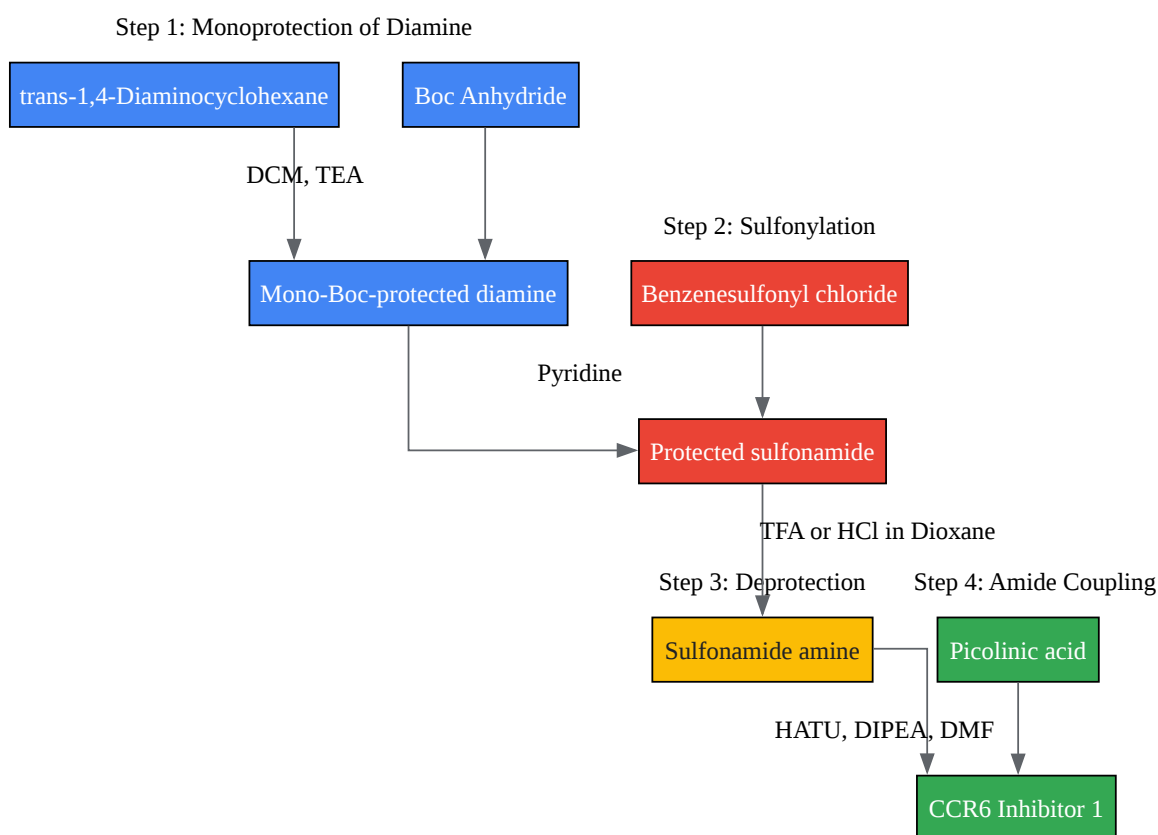 Step 1: Monoprotection of Diamine
trans-1,4-Diaminocyclohexane
Boc Anhydride
DCM, TEA
Step 2: Sulfonylation
Mono-Boc-protected diamine
Benzenesulfonyl chloride
Pyridine
Protected sulfonamide
TFA or HCl in Dioxane
Step 3: Deprotection
Step 4: Amide Coupling
Sulfonamide amine
Picolinic acid
HATU, DIPEA, DMF
CCR6 Inhibitor 1